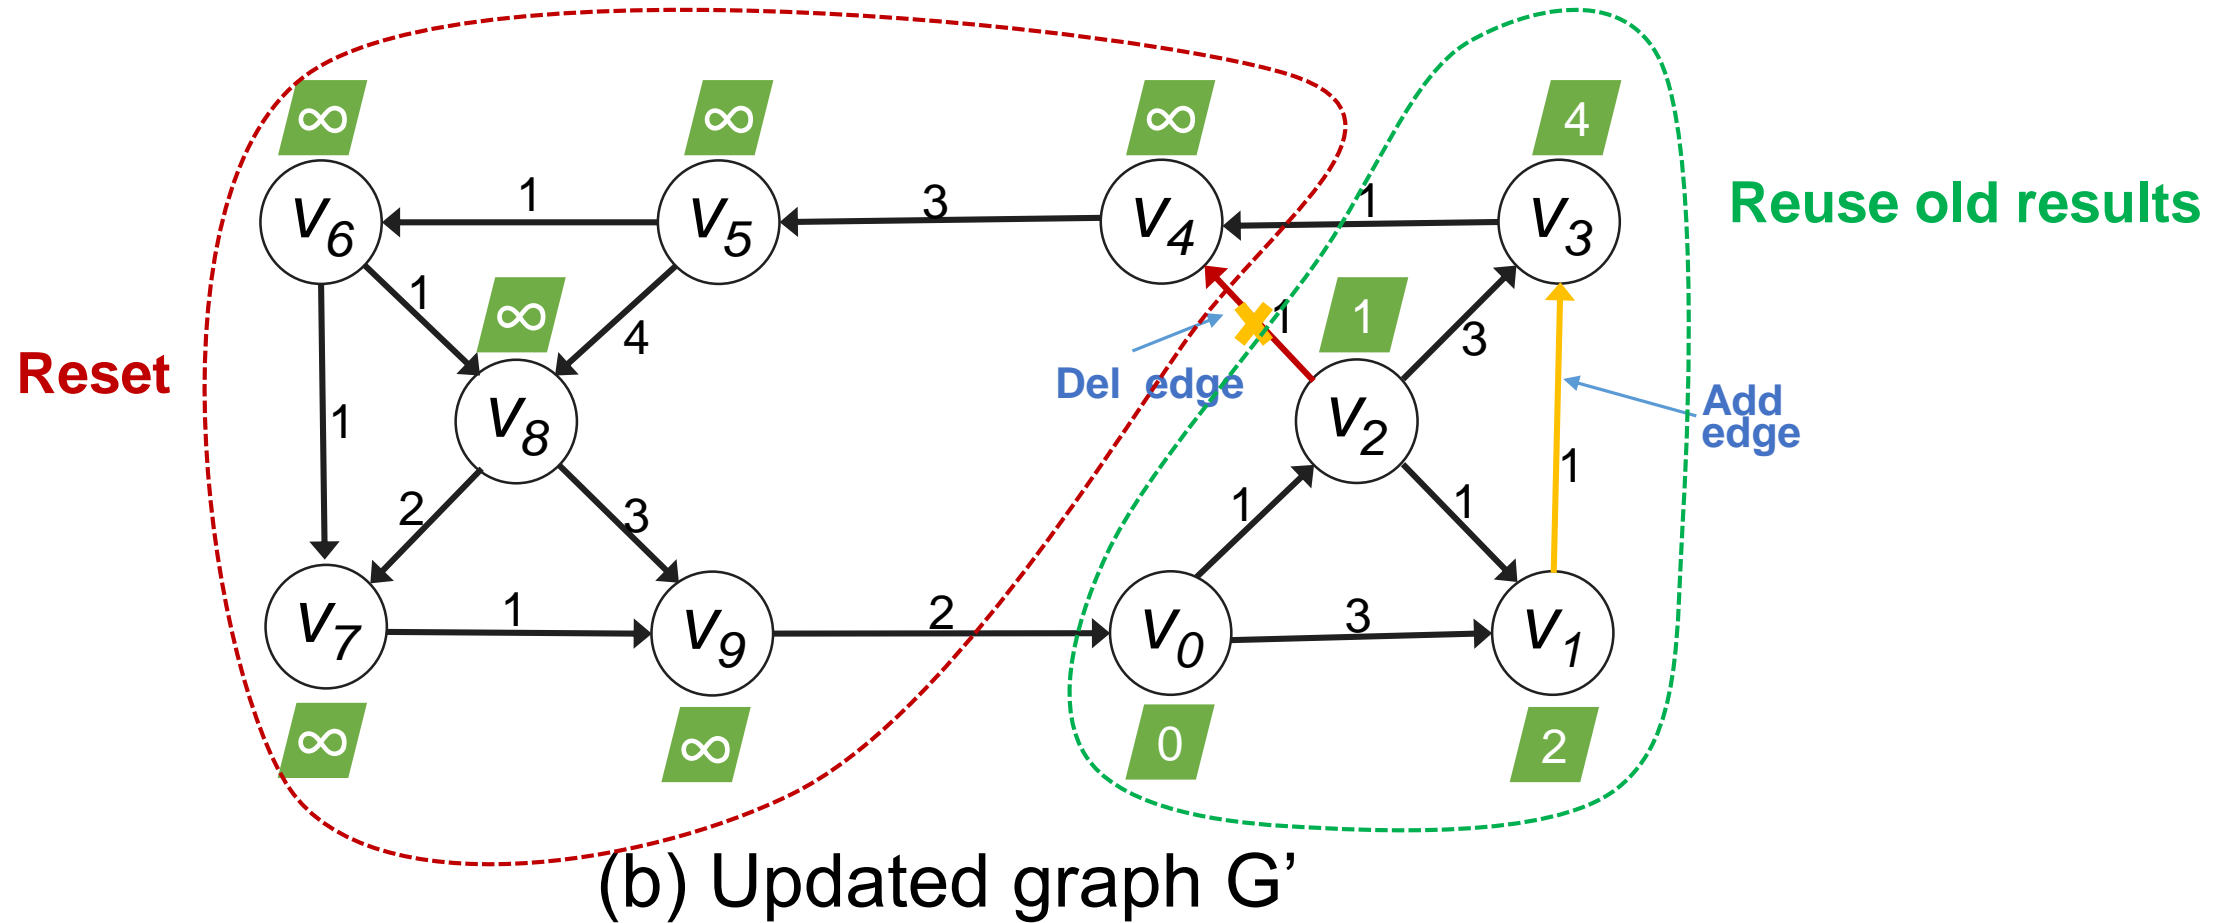 ∞ ∞ ∞ 4
v6 1 v5 3 v4 1 v3
Reuse old results
1 ∞ 4 1 1 3
Reset
Del edge
Add
edge
1 v8 v2
2 3 1 1 1
v7 1 v9 2 v0 3 v1
∞ ∞ 0 2
(b) Updated graph G’